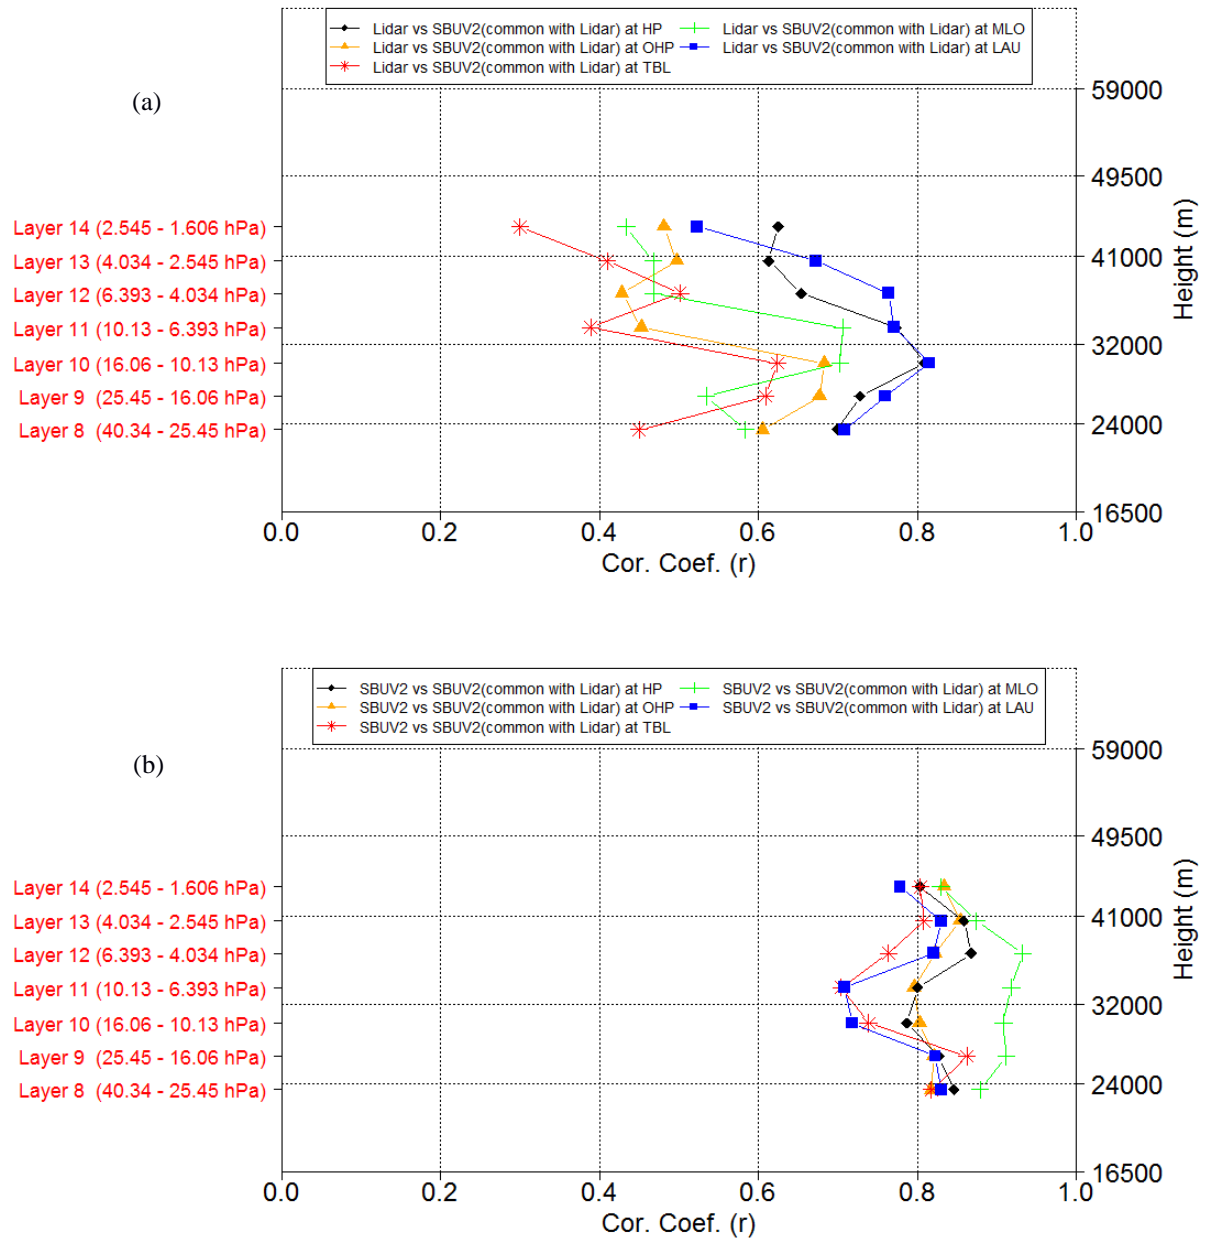 Lidar vs SBUV2(common with Lidar) at HP
Lidar vs SBUV2(common with Lidar) at MLO
Lidar vs SBUV2(common with Lidar) at OHP
Lidar vs SBUV2(common with Lidar) at LAU
Lidar vs SBUV2(common with Lidar) at TBL
(a)
59000
49500
41000
32000
24000
16500
Height (m)
Layer 14 (2.545 - 1.606 hPa)
Layer 13 (4.034 - 2.545 hPa)
Layer 12 (6.393 - 4.034 hPa)
Layer 11 (10.13 - 6.393 hPa)
Layer 10 (16.06 - 10.13 hPa)
Layer 9 (25.45 - 16.06 hPa)
Layer 8 (40.34 - 25.45 hPa)
0.0 0.2 0.4 0.6 0.8 1.0
Cor. Coef. (r)
SBUV2 vs SBUV2(common with Lidar) at HP
SBUV2 vs SBUV2(common with Lidar) at MLO
SBUV2 vs SBUV2(common with Lidar) at OHP
SBUV2 vs SBUV2(common with Lidar) at LAU
SBUV2 vs SBUV2(common with Lidar) at TBL
(b)
59000
49500
41000
32000
24000
16500
Height (m)
Layer 14 (2.545 - 1.606 hPa)
Layer 13 (4.034 - 2.545 hPa)
Layer 12 (6.393 - 4.034 hPa)
Layer 11 (10.13 - 6.393 hPa)
Layer 10 (16.06 - 10.13 hPa)
Layer 9 (25.45 - 16.06 hPa)
Layer 8 (40.34 - 25.45 hPa)
0.0 0.2 0.4 0.6 0.8 1.0
Cor. Coef. (r)